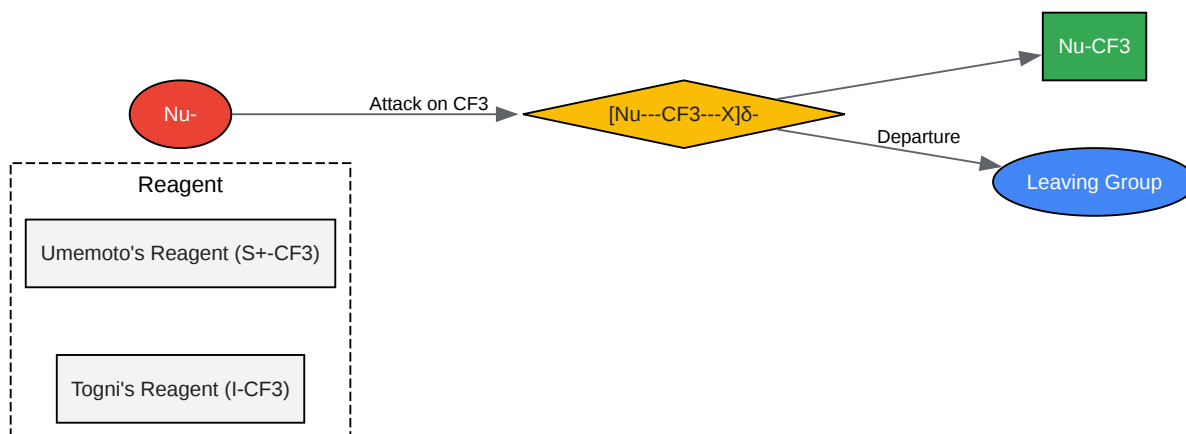 Nu-CF3
Nu-
Attack on CF3
[Nu---CF3---X]δ-
Departure
Leaving Group
Reagent
Umemoto's Reagent (S+-CF3)
Togni's Reagent (I-CF3)